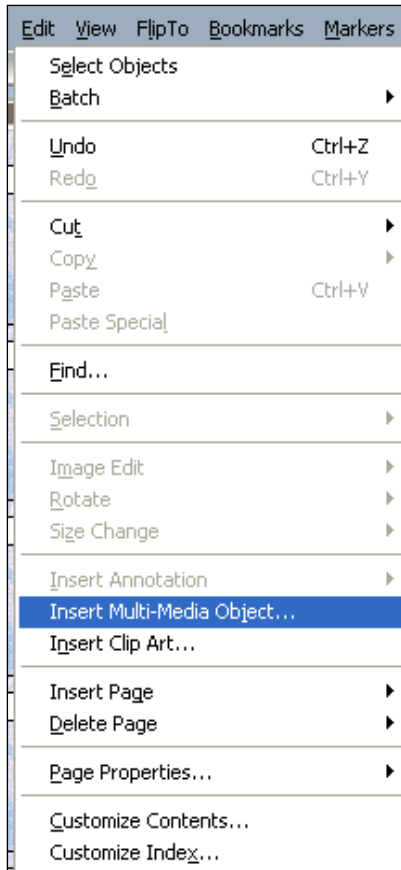 Edit View FlipTo Bookmarks Markers
Select Objects
Batch
Undo Ctrl+Z
Redo Ctrl+Y
Cut
Copy
Paste Ctrl+V
Paste Special
Find...
Selection
Image Edit
Rotate
Size Change
Insert Annotation
Insert Multi-Media Object...
Insert Clip Art...
Insert Page
Delete Page
Page Properties...
Customize Contents...
Customize Index...